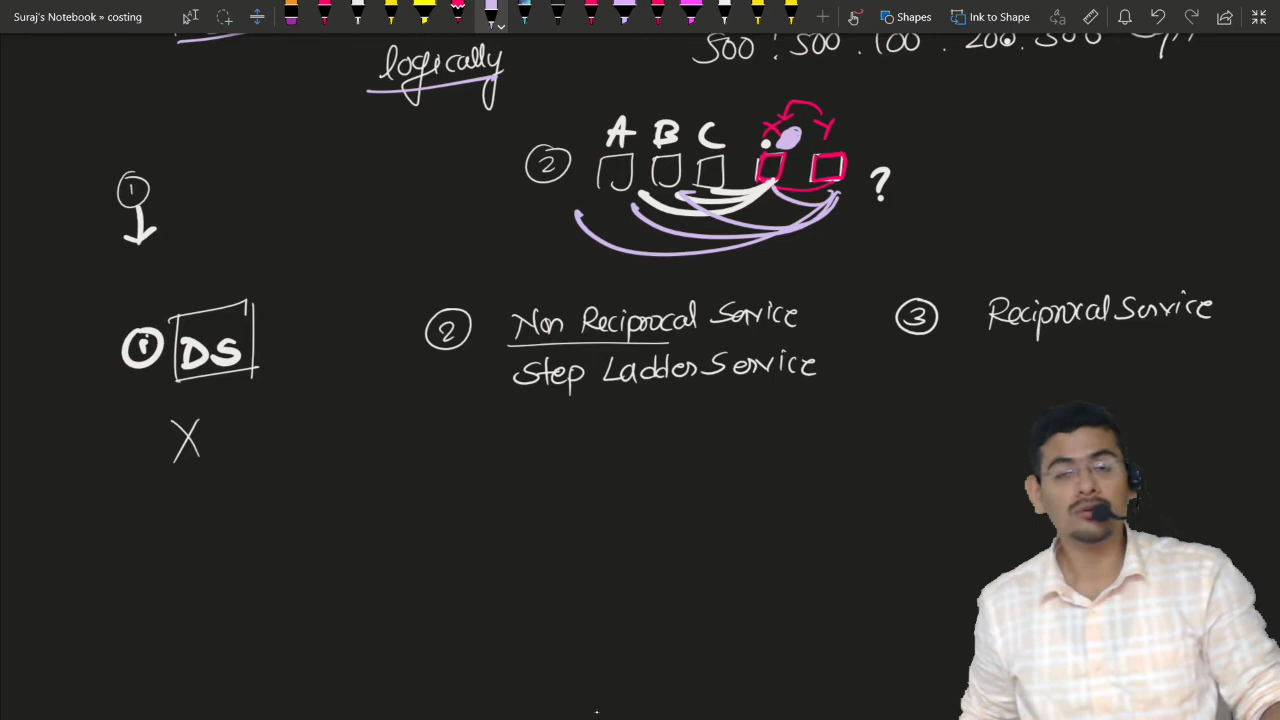 Suraj's Notebook » costing
Shapes
Ink to Shape
logically
500 : 500 . 100 . 200 . 300
② A B C X Y ?
①
① DS
② Non Reciprocal Service
Step Ladder Service
③ Reciprocal Service
X